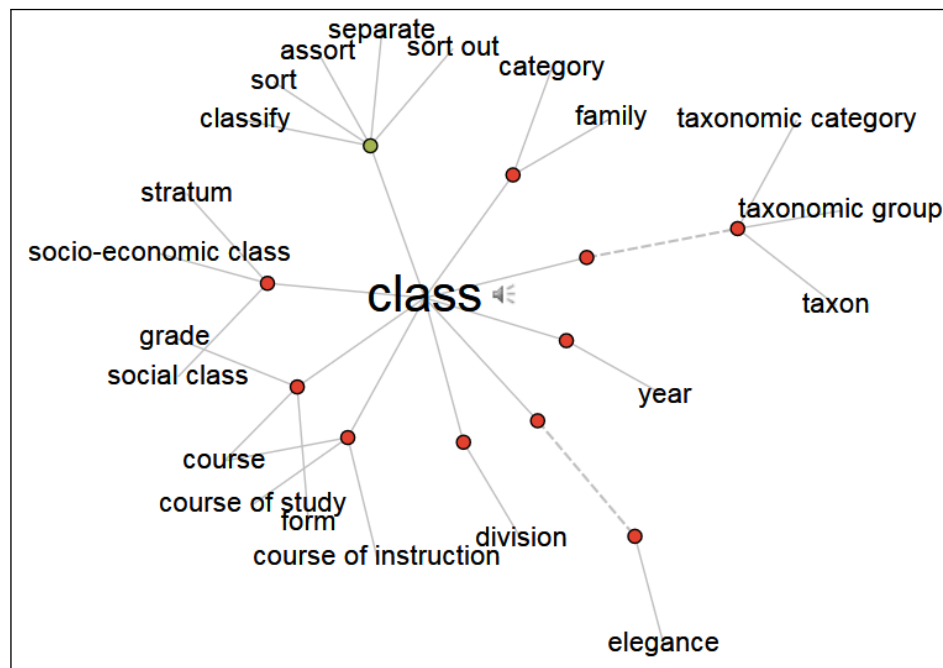 separate
assort
sort out
sort
category
classify
family
taxonomic category
stratum
taxonomic group
socio-economic class
class
taxon
grade
social class
year
course
course of study
form
division
course of instruction
elegance